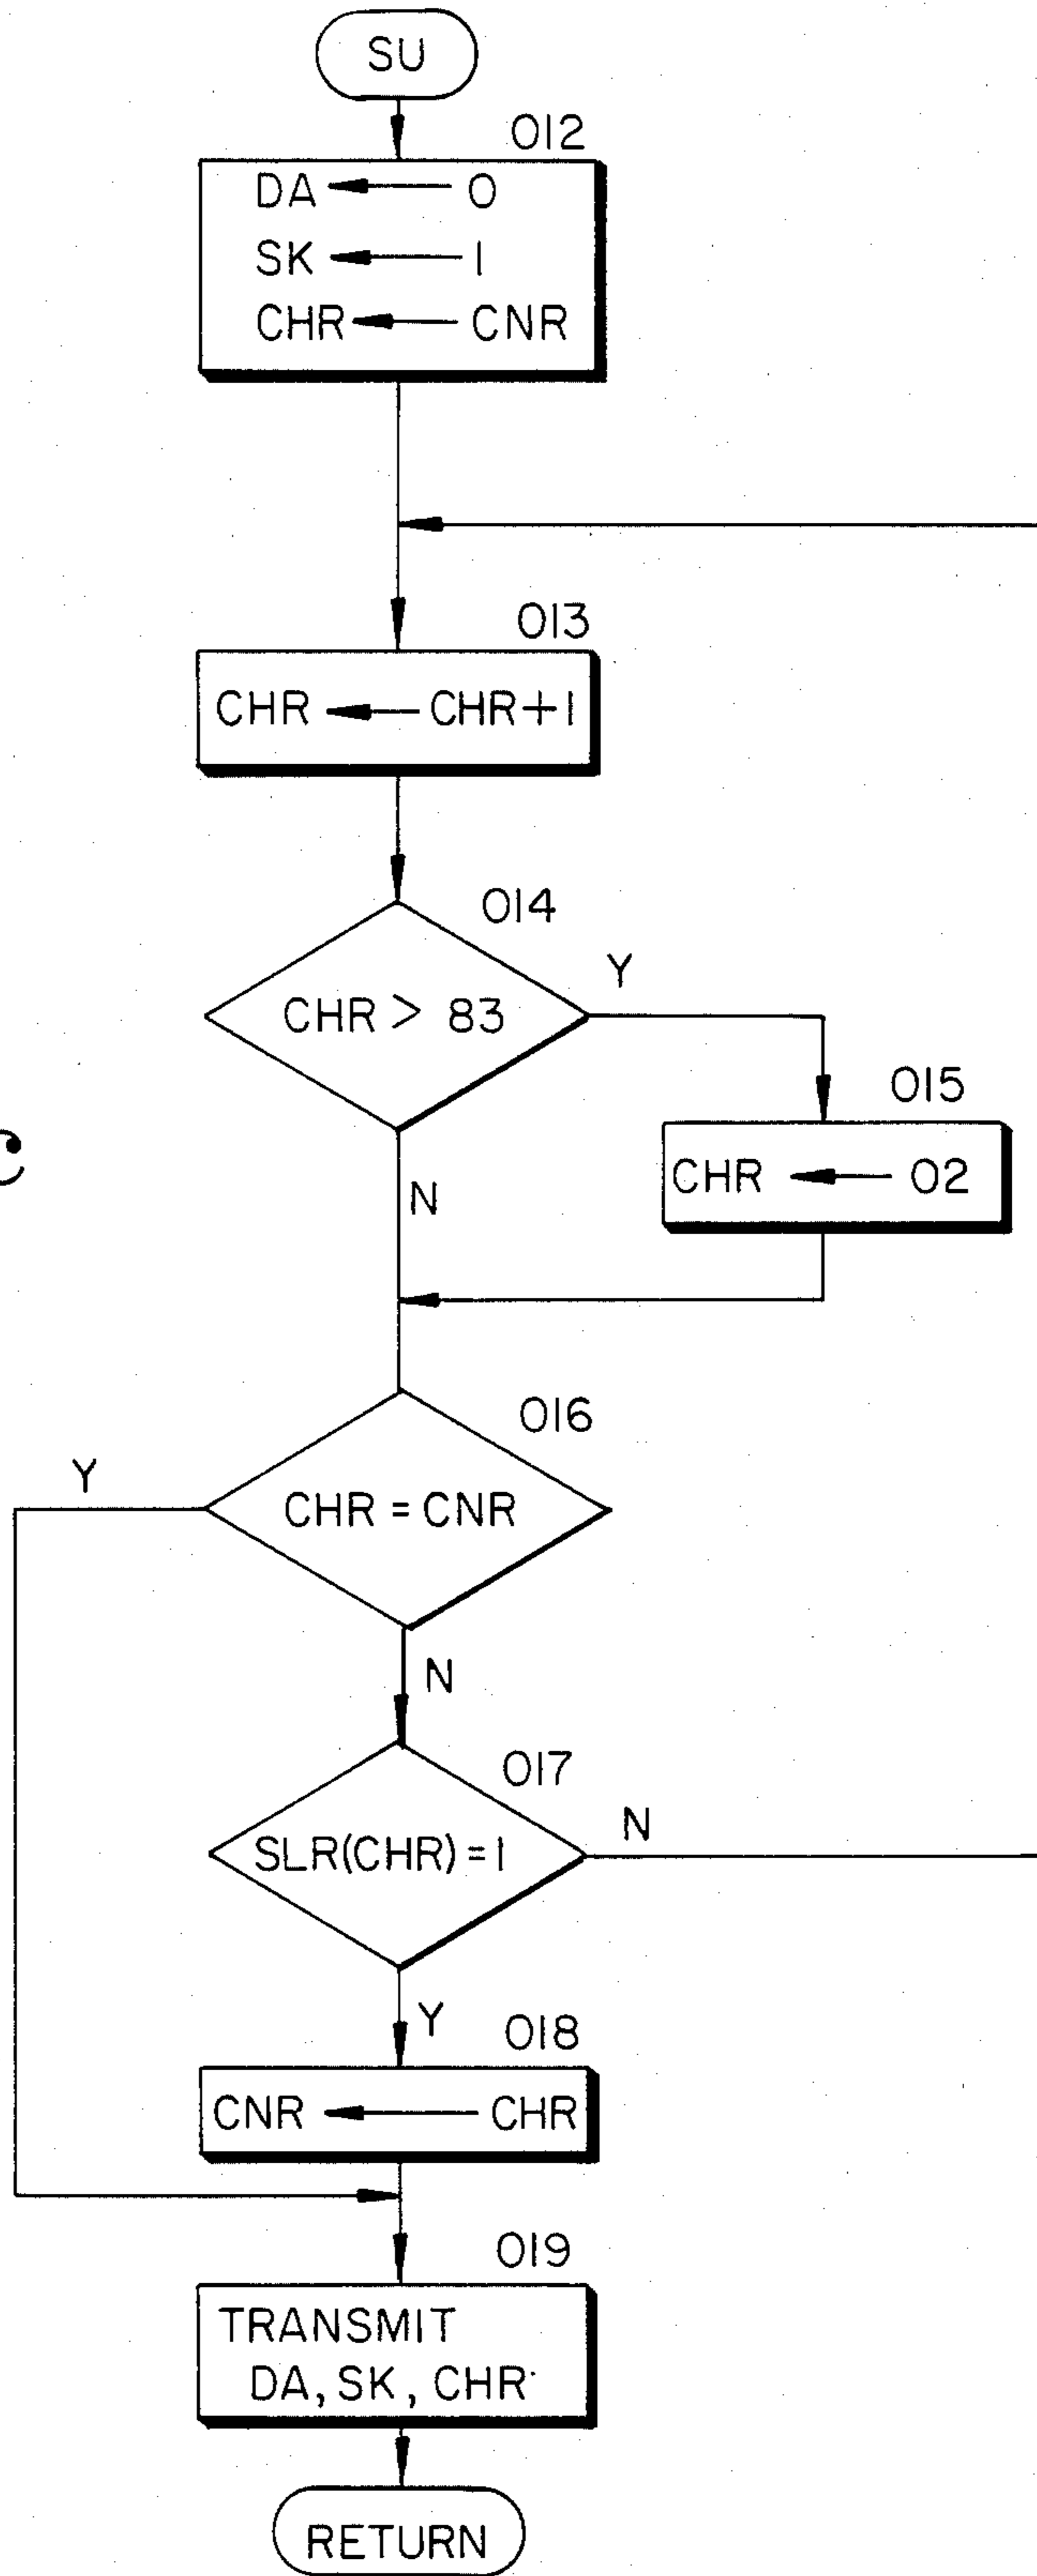 SU
012
DA ← 0
SK ← 1
CHR ← CNR
013
CHR ← CHR+1
014
CHR > 83
Y
015
CHR ← 02
N
016
Y
CHR = CNR
N
017
SLR(CHR)=1
N
Y
018
CNR ← CHR
019
TRANSMIT
DA, SK, CHR
RETURN